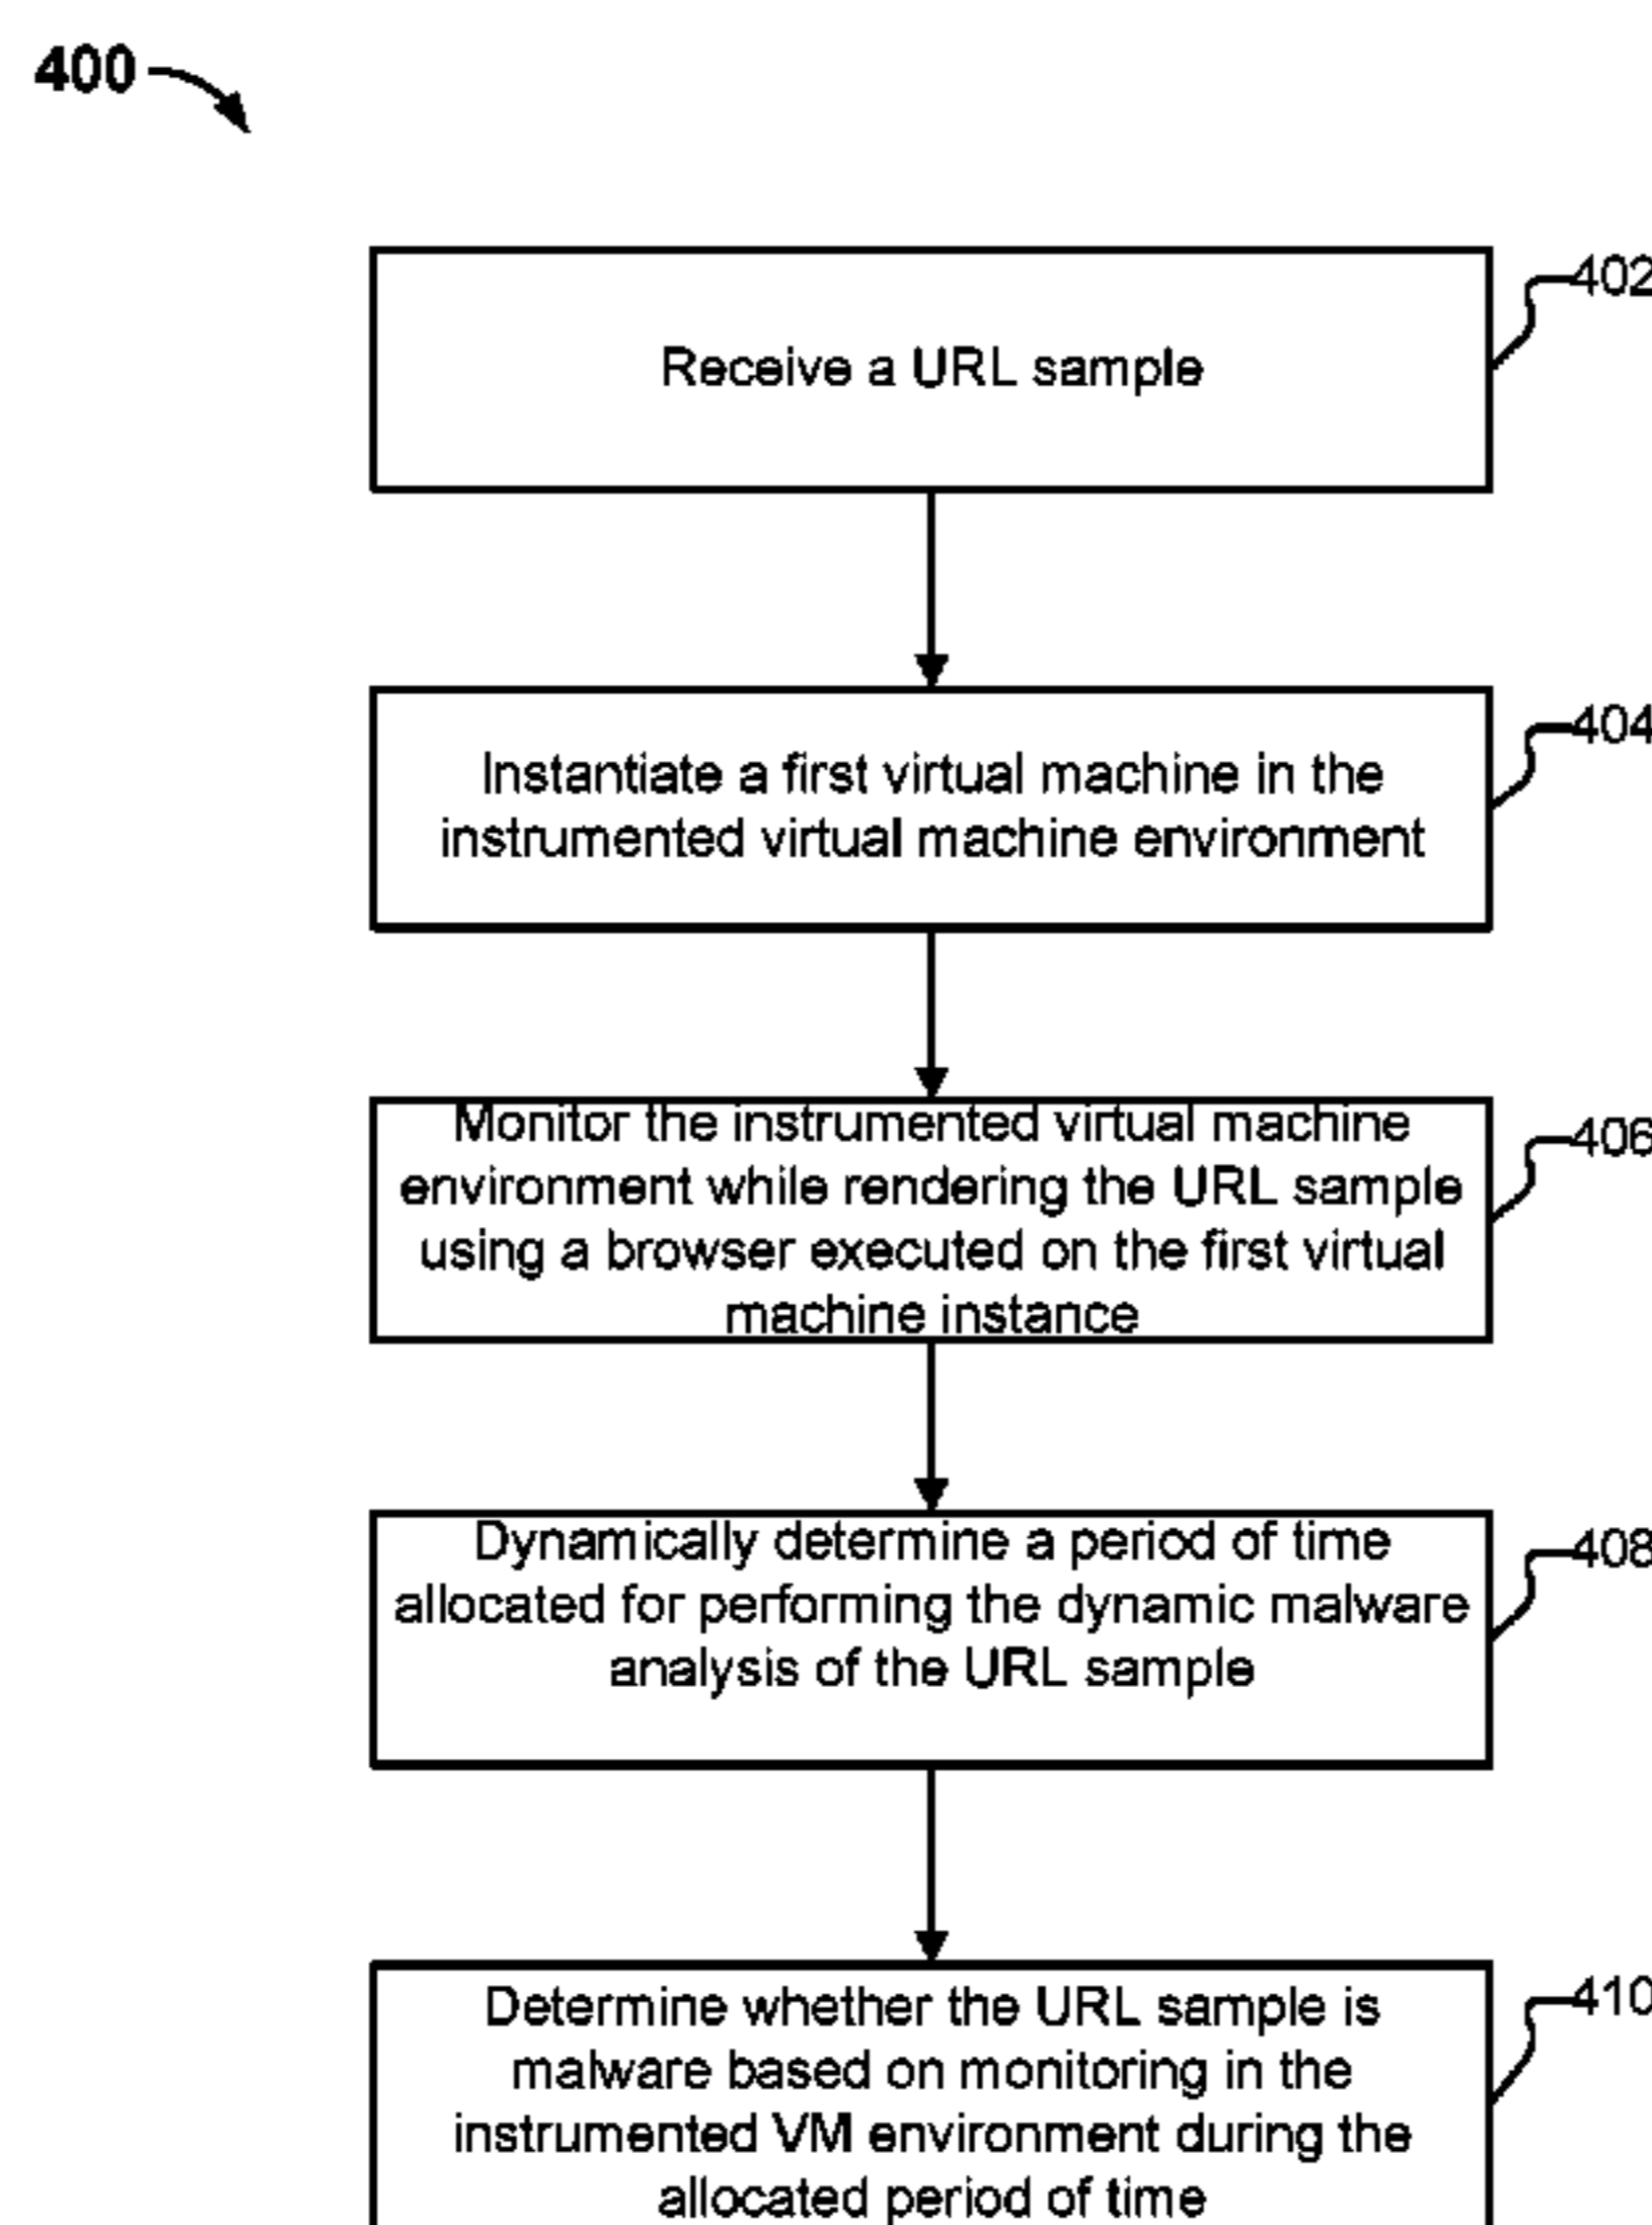 400
402
Receive a URL sample
404
Instantiate a first virtual machine in the
instrumented virtual machine environment
406
Monitor the instrumented virtual machine
environment while rendering the URL sample
using a browser executed on the first virtual
machine instance
408
Dynamically determine a period of time
allocated for performing the dynamic malware
analysis of the URL sample
410
Determine whether the URL sample is
malware based on monitoring in the
instrumented VM environment during the
allocated period of time